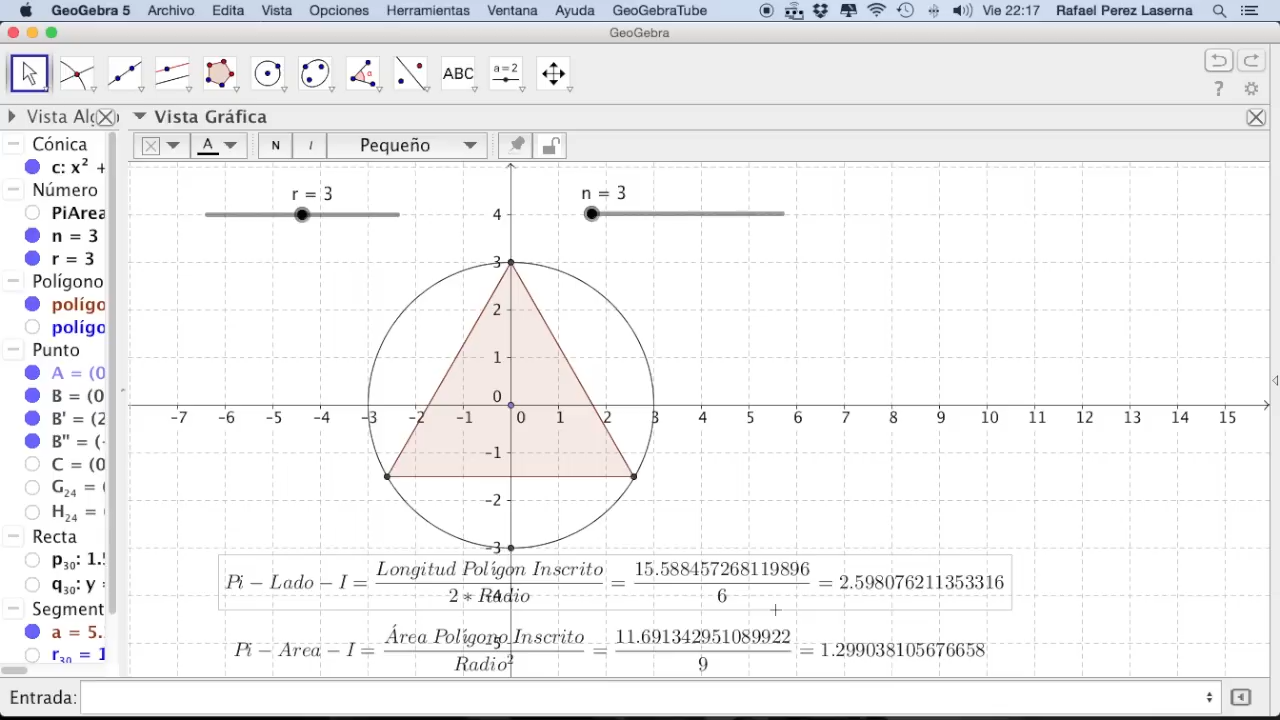 GeoGebra 5 Archivo Edita Vista Opciones Herramientas Ventana Ayuda GeoGebraTube Vie 22:17 Rafael Perez Laserna
GeoGebra
ABC a=2
α
?
Vista Alg
Vista Gráfica
A N I Pequeño
Cónica
c: x² +
Número
PiArea
n = 3
r = 3
Polígono
polígo
polígo
Punto
A = (0
B = (0
B' = (2
B" = (-
C = (0
G₂₄ = (
H₂₄ = (
Recta
p₃₀: 1.5
q₃₀: y =
Segment
a = 5.
r₃₀ = 1
r = 3
n = 3
4
3
2
1
0
-7 -6 -5 -4 -3 -2 -1 0 1 2 3 4 5 6 7 8 9 10 11 12 13 14 15
-1
-2
-3
-4
-5
Pi − Lado − I = Longitud Polígon Inscrito / 2 ∗ Radio = 15.588457268119896 / 6 = 2.598076211353316
Pi − Area − I = Área Polígono Inscrito / Radio² = 11.691342951089922 / 9 = 1.299038105676658
Entrada: